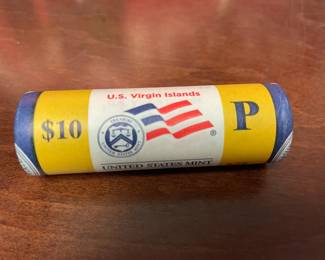 U.S. Virgin Islands
$10
P
®
UNITED STATES MINT